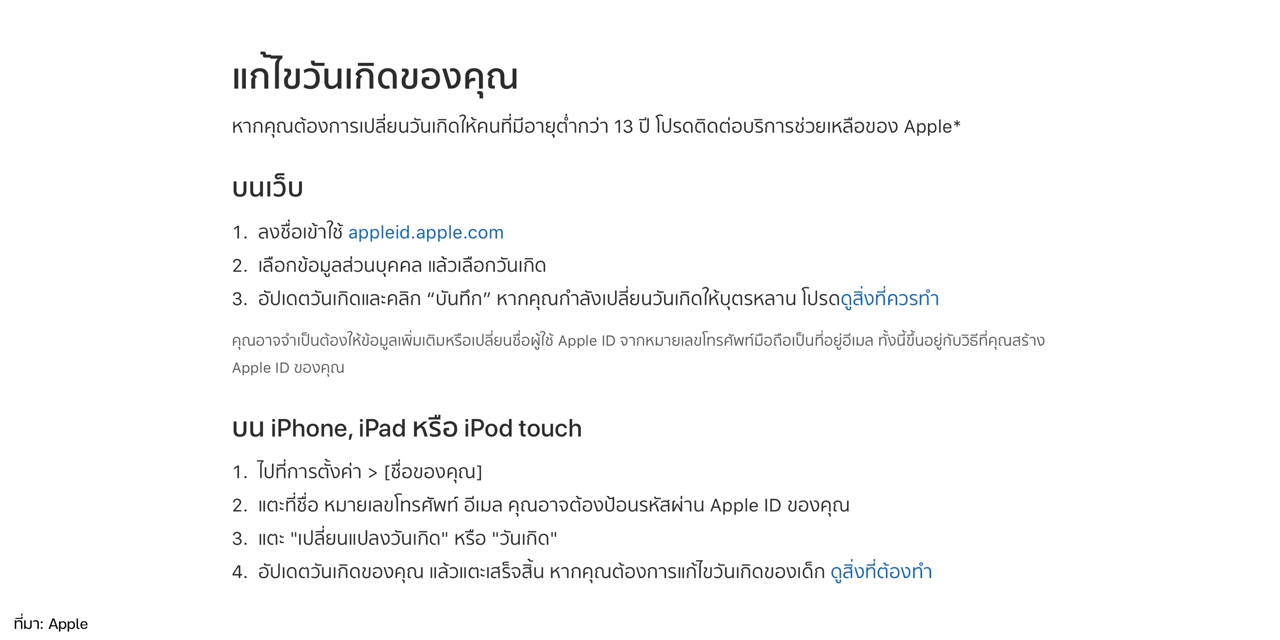 แก้ไขวันเกิดของคุณ
หากคุณต้องการเปลี่ยนวันเกิดให้คนที่มีอายุต่ำกว่า 13 ปี โปรดติดต่อบริการช่วยเหลือของ Apple*
บนเว็บ
1. ลงชื่อเข้าใช้ appleid.apple.com
2. เลือกข้อมูลส่วนบุคคล แล้วเลือกวันเกิด
3. อัปเดตวันเกิดและคลิก “บันทึก” หากคุณกำลังเปลี่ยนวันเกิดให้บุตรหลาน โปรดดูสิ่งที่ควรทำ
คุณอาจจำเป็นต้องให้ข้อมูลเพิ่มเติมหรือเปลี่ยนชื่อผู้ใช้ Apple ID จากหมายเลขโทรศัพท์มือถือเป็นที่อยู่อีเมล ทั้งนี้ขึ้นอยู่กับวิธีที่คุณสร้าง
Apple ID ของคุณ
บน iPhone, iPad หรือ iPod touch
1. ไปที่การตั้งค่า > [ชื่อของคุณ]
2. แตะที่ชื่อ หมายเลขโทรศัพท์ อีเมล คุณอาจต้องป้อนรหัสผ่าน Apple ID ของคุณ
3. แตะ "เปลี่ยนแปลงวันเกิด" หรือ "วันเกิด"
4. อัปเดตวันเกิดของคุณ แล้วแตะเสร็จสิ้น หากคุณต้องการแก้ไขวันเกิดของเด็ก ดูสิ่งที่ต้องทำ
ที่มา: Apple